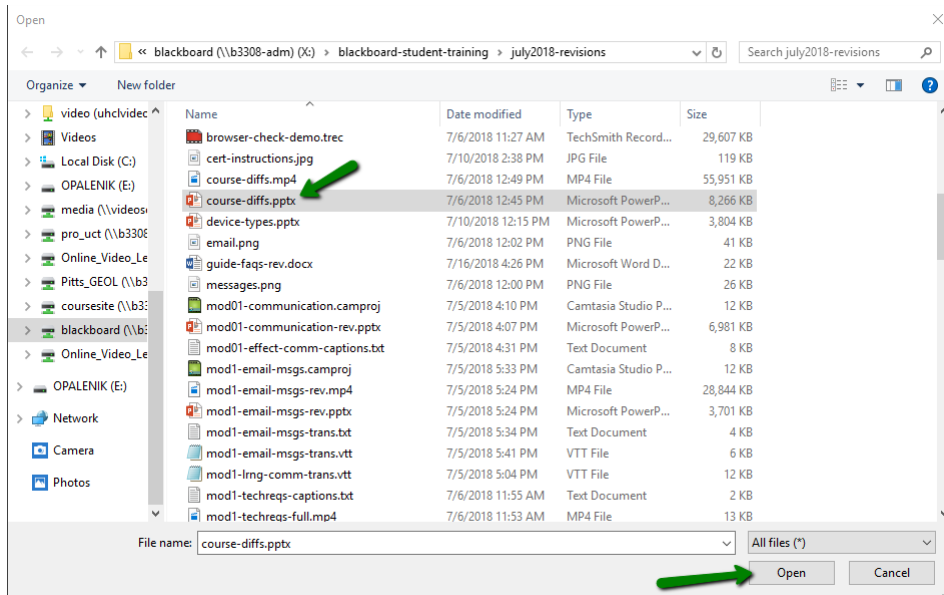 Open
« blackboard (\\b3308-adm) (X:) › blackboard-student-training › july2018-revisions
Search july2018-revisions
Organize
New folder
video (uhclvidec
Videos
Local Disk (C:)
OPALENIK (E:)
media (\\videos
pro_uct (\\b3308
Online_Video_Le
Pitts_GEOL (\\b3
coursesite (\\b33
blackboard (\\b3
Online_Video_Le
OPALENIK (E:)
Network
Camera
Photos
Name Date modified Type Size
browser-check-demo.trec 7/6/2018 11:27 AM TechSmith Record... 29,607 KB
cert-instructions.jpg 7/10/2018 2:38 PM JPG File 119 KB
course-diffs.mp4 7/6/2018 12:49 PM MP4 File 55,951 KB
course-diffs.pptx 7/6/2018 12:45 PM Microsoft PowerP... 8,266 KB
device-types.pptx 7/10/2018 12:15 PM Microsoft PowerP... 3,804 KB
email.png 7/6/2018 12:02 PM PNG File 41 KB
guide-faqs-rev.docx 7/16/2018 4:26 PM Microsoft Word D... 22 KB
messages.png 7/6/2018 12:00 PM PNG File 26 KB
mod01-communication.camproj 7/5/2018 4:10 PM Camtasia Studio P... 12 KB
mod01-communication-rev.pptx 7/5/2018 4:07 PM Microsoft PowerP... 6,981 KB
mod01-effect-comm-captions.txt 7/5/2018 4:31 PM Text Document 8 KB
mod1-email-msgs.camproj 7/5/2018 5:33 PM Camtasia Studio P... 12 KB
mod1-email-msgs-rev.mp4 7/5/2018 5:24 PM MP4 File 28,844 KB
mod1-email-msgs-rev.pptx 7/5/2018 5:24 PM Microsoft PowerP... 3,701 KB
mod1-email-msgs-trans.txt 7/5/2018 5:34 PM Text Document 4 KB
mod1-email-msgs-trans.vtt 7/5/2018 5:41 PM VTT File 6 KB
mod1-lrng-comm-trans.vtt 7/5/2018 5:04 PM VTT File 12 KB
mod1-techreqs-captions.txt 7/6/2018 11:55 AM Text Document 2 KB
mod1-techreqs-full.mp4 7/6/2018 11:53 AM MP4 File 13 KB
File name: course-diffs.pptx All files (*)
Open Cancel